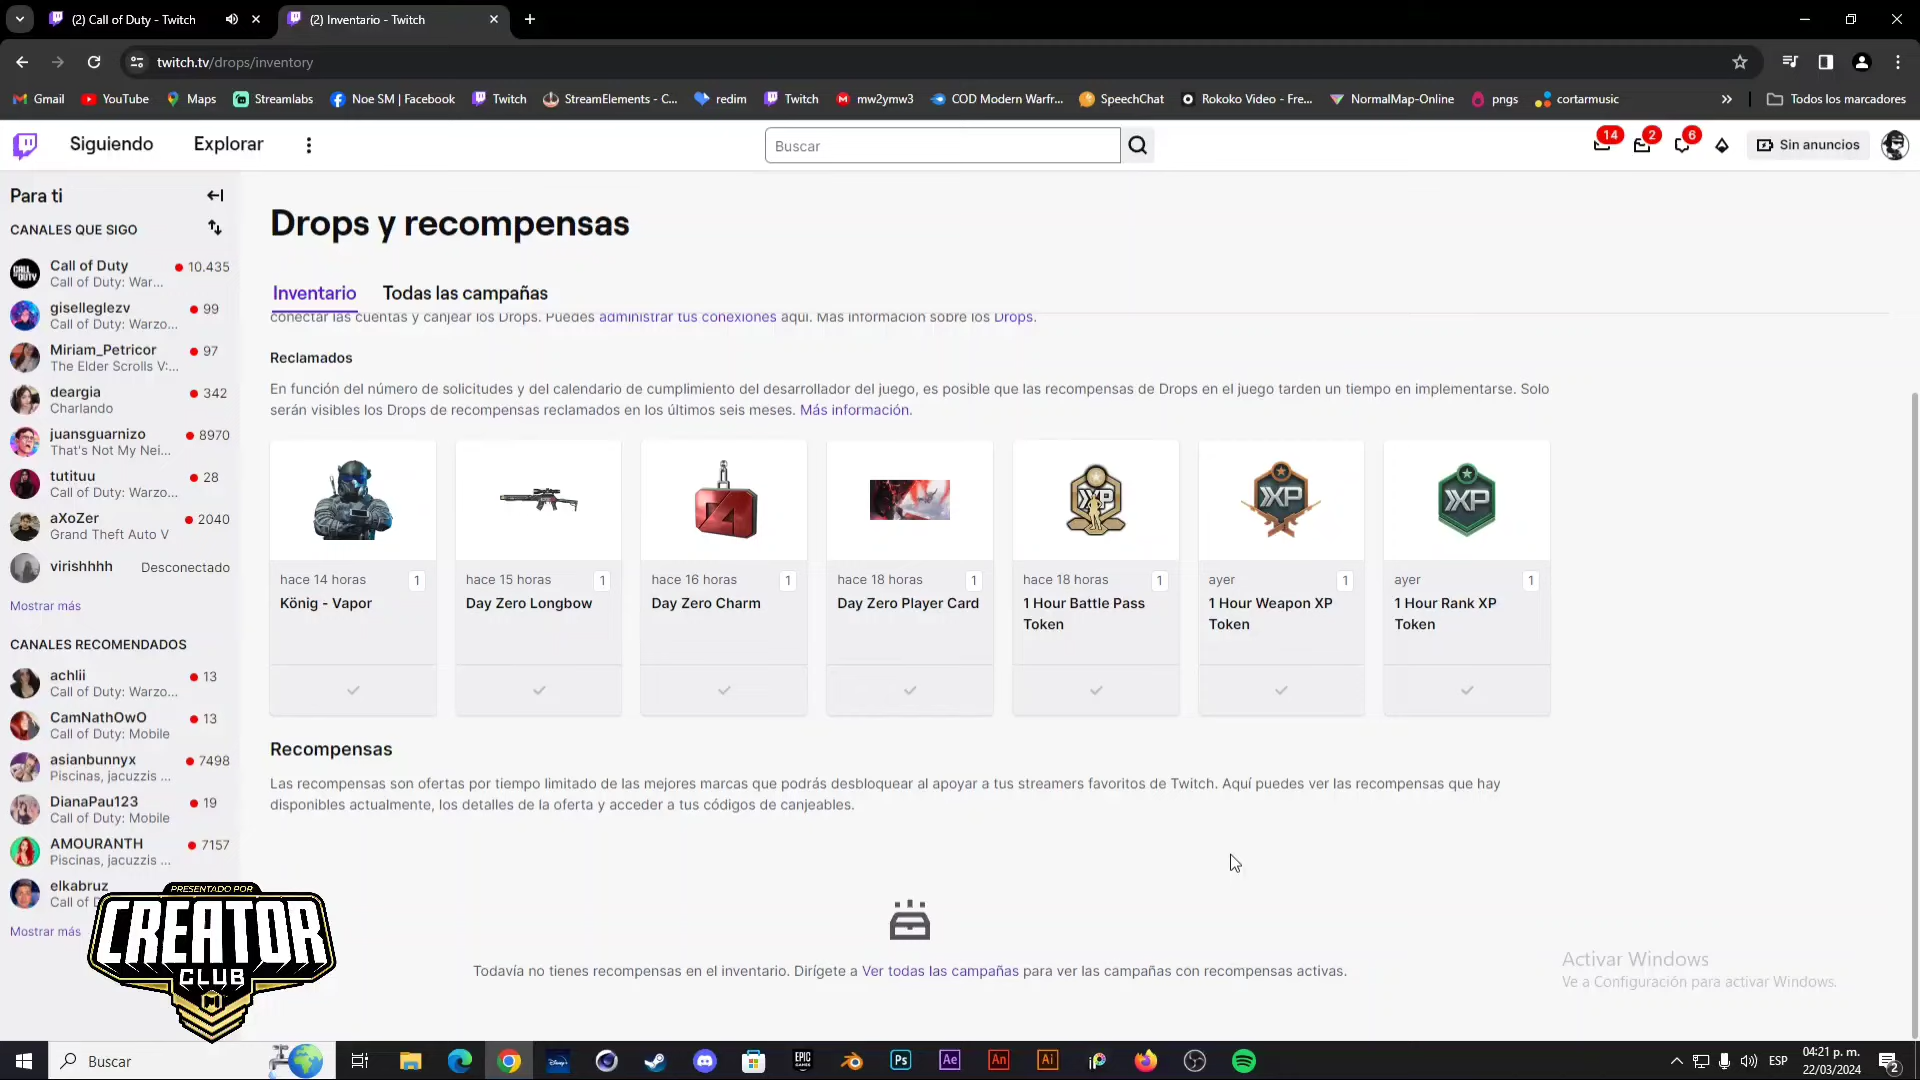 (2) Call of Duty - Twitch
(2) Inventario - Twitch
twitch.tv/drops/inventory
Gmail
YouTube
Maps
Streamlabs
Noe SM | Facebook
Twitch
StreamElements - C...
redim
Twitch
mw2ymw3
COD Modern Warfr...
SpeechChat
Rokoko Video - Fre...
NormalMap-Online
pngs
cortarmusic
»
Todos los marcadores
Siguiendo
Explorar
Buscar
14
2
6
Sin anuncios
Para ti
CANALES QUE SIGO
Call of Duty
10.435
Call of Duty: War...
giselleglezv
99
Call of Duty: Warzo...
Miriam_Petricor
97
The Elder Scrolls V:...
deargia
342
Charlando
juansguarnizo
8970
That's Not My Nei...
tutituu
28
Call of Duty: Warzo...
aXoZer
2040
Grand Theft Auto V
virishhhh
Desconectado
Mostrar más
CANALES RECOMENDADOS
achlii
13
Call of Duty: Warzo...
CamNathOwO
13
Call of Duty: Mobile
asianbunnyx
7498
Piscinas, jacuzzis ...
DianaPau123
19
Call of Duty: Mobile
AMOURANTH
7157
Piscinas, jacuzzis ...
elkabruz
Call of D
Mostrar más
PRESENTADO POR
CREATOR
CLUB
Drops y recompensas
Inventario
Todas las campañas
conectar las cuentas y canjear los Drops. Puedes administrar tus conexiones aquí. Más información sobre los Drops.
Reclamados
En función del número de solicitudes y del calendario de cumplimiento del desarrollador del juego, es posible que las recompensas de Drops en el juego tarden un tiempo en implementarse. Solo
serán visibles los Drops de recompensas reclamados en los últimos seis meses. Más información.
XP
XP
XP
hace 14 horas
1
König - Vapor
hace 15 horas
1
Day Zero Longbow
hace 16 horas
1
Day Zero Charm
hace 18 horas
1
Day Zero Player Card
hace 18 horas
1
1 Hour Battle Pass
Token
ayer
1
1 Hour Weapon XP
Token
ayer
1
1 Hour Rank XP
Token
Recompensas
Las recompensas son ofertas por tiempo limitado de las mejores marcas que podrás desbloquear al apoyar a tus streamers favoritos de Twitch. Aquí puedes ver las recompensas que hay
disponibles actualmente, los detalles de la oferta y acceder a tus códigos de canjeables.
Todavía no tienes recompensas en el inventario. Dirígete a Ver todas las campañas para ver las campañas con recompensas activas.
Activar Windows
Ve a Configuración para activar Windows.
Buscar
Disney+
EPIC
GAMES
Ps
Ae
An
Ai
ESP
04:21 p. m.
22/03/2024
2